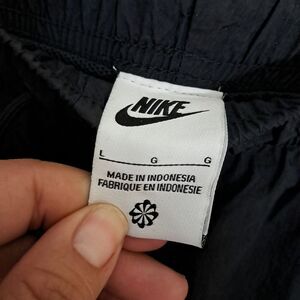 NIKE
L G G
MADE IN INDONESIA
FABRIQUE EN INDONESIE